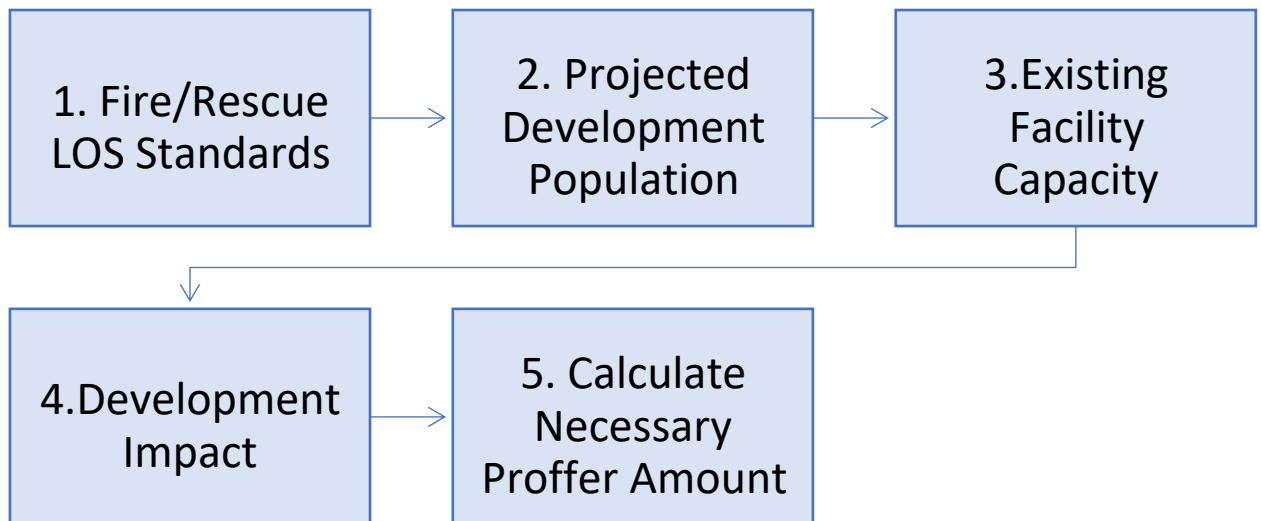 1. Fire/Rescue
LOS Standards
2. Projected
Development
Population
3.Existing
Facility
Capacity
4.Development
Impact
5. Calculate
Necessary
Proffer Amount